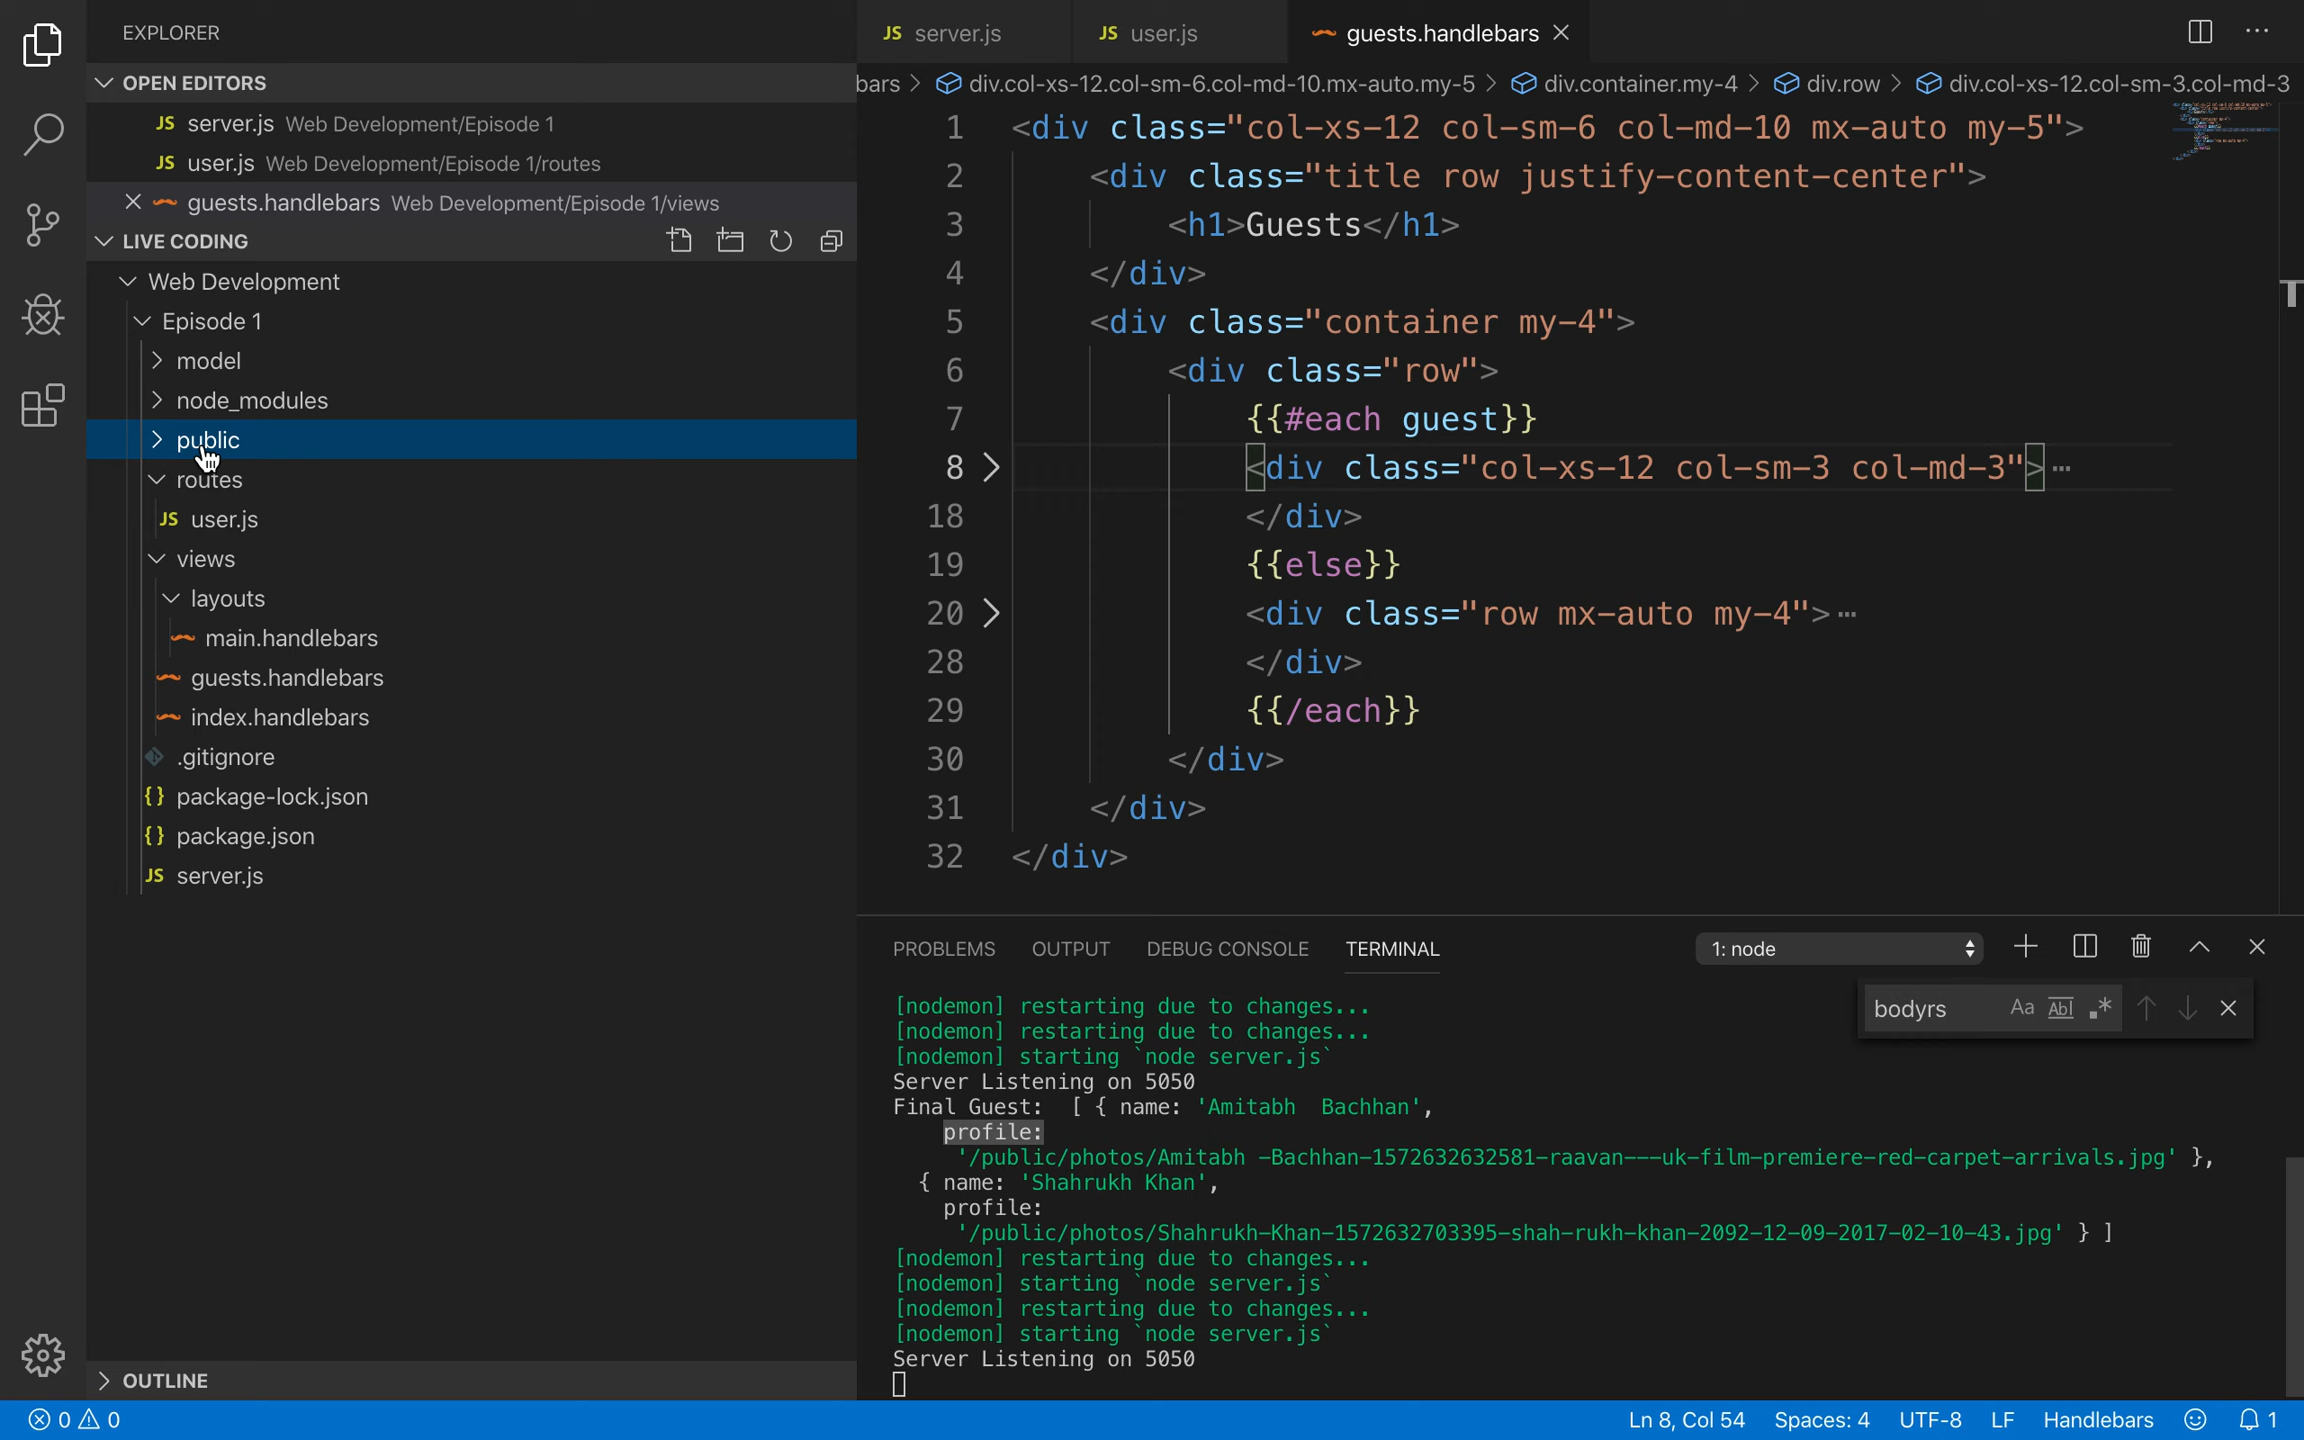 EXPLORER
OPEN EDITORS
JS server.js Web Development/Episode 1
JS user.js Web Development/Episode 1/routes
guests.handlebars Web Development/Episode 1/views
LIVE CODING
Web Development
Episode 1
model
node_modules
public
routes
JS user.js
views
layouts
main.handlebars
guests.handlebars
index.handlebars
.gitignore
{} package-lock.json
{} package.json
JS server.js
OUTLINE
JS server.js
JS user.js
guests.handlebars
bars > div.col-xs-12.col-sm-6.col-md-10.mx-auto.my-5 > div.container.my-4 > div.row > div.col-xs-12.col-sm-3.col-md-3
1 <div class="col-xs-12 col-sm-6 col-md-10 mx-auto my-5">
2 <div class="title row justify-content-center">
3 <h1>Guests</h1>
4 </div>
5 <div class="container my-4">
6 <div class="row">
7 {{#each guest}}
8 <div class="col-xs-12 col-sm-3 col-md-3">…
18 </div>
19 {{else}}
20 <div class="row mx-auto my-4">…
28 </div>
29 {{/each}}
30 </div>
31 </div>
32 </div>
PROBLEMS OUTPUT DEBUG CONSOLE TERMINAL 1: node
bodyrs Aa Abl .*
[nodemon] restarting due to changes...
[nodemon] restarting due to changes...
[nodemon] starting `node server.js`
Server Listening on 5050
Final Guest:  [ { name: 'Amitabh  Bachhan',
profile:
'/public/photos/Amitabh -Bachhan-1572632632581-raavan---uk-film-premiere-red-carpet-arrivals.jpg' },
{ name: 'Shahrukh Khan',
profile:
'/public/photos/Shahrukh-Khan-1572632703395-shah-rukh-khan-2092-12-09-2017-02-10-43.jpg' } ]
[nodemon] restarting due to changes...
[nodemon] starting `node server.js`
[nodemon] restarting due to changes...
[nodemon] starting `node server.js`
Server Listening on 5050
0 0 Ln 8, Col 54 Spaces: 4 UTF-8 LF Handlebars 1